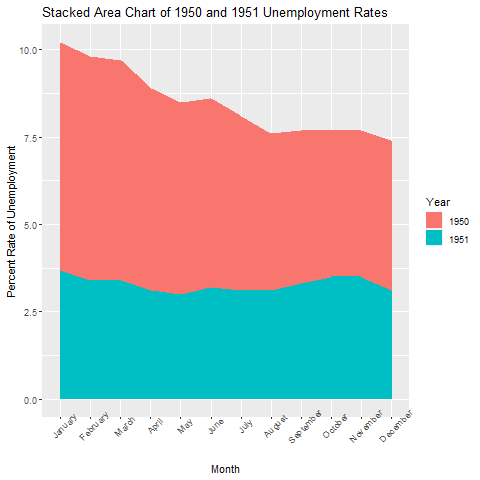 Stacked Area Chart of 1950 and 1951 Unemployment Rates
10.0
7.5
5.0
2.5
0.0
Percent Rate of Unemployment
January
February
March
April
May
June
July
August
September
October
November
December
Month
Year
1950
1951